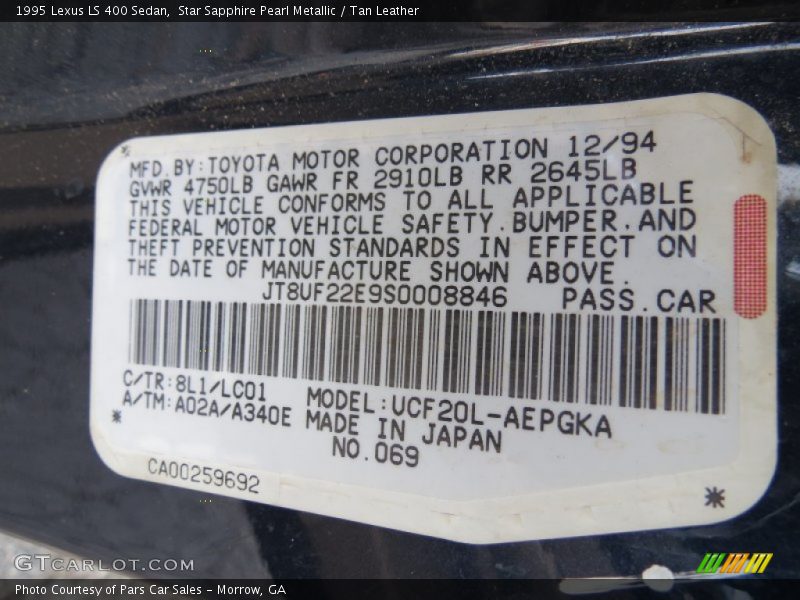 1995 Lexus LS 400 Sedan,  Star Sapphire Pearl Metallic / Tan Leather
MFD. BY: TOYOTA MOTOR CORPORATION 12/94
GVWR 4750LB GAWR FR 2910LB RR 2645LB
THIS VEHICLE CONFORMS TO ALL APPLICABLE
FEDERAL MOTOR VEHICLE SAFETY. BUMPER. AND
THEFT PREVENTION STANDARDS IN EFFECT ON
THE DATE OF MANUFACTURE SHOWN ABOVE.
JT8UF22E9S0008846 PASS. CAR
C/TR: 8L1/LC01 MODEL: UCF20L-AEPGKA
A/TM: A02A/A340E MADE IN JAPAN
NO. 069
CA00259692
GTCarLot.com
Photo Courtesy of Pars Car Sales - Morrow, GA